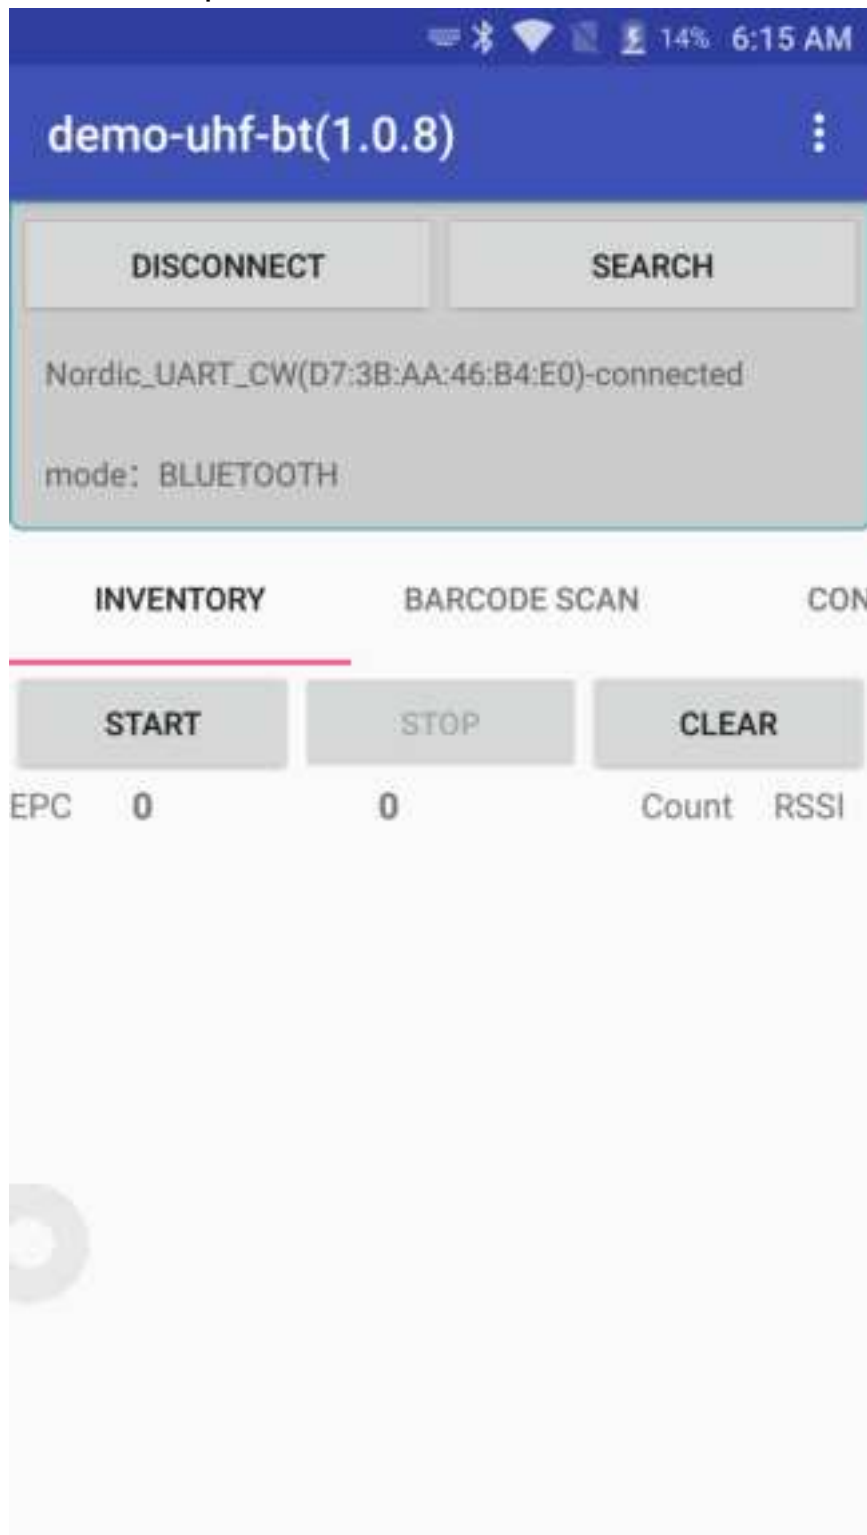 14% 6:15 AM
demo-uhf-bt(1.0.8)
DISCONNECT SEARCH
Nordic_UART_CW(D7:3B:AA:46:B4:E0)-connected
mode: BLUETOOTH
INVENTORY BARCODE SCAN CON
START STOP CLEAR
EPC 0 0 Count RSSI